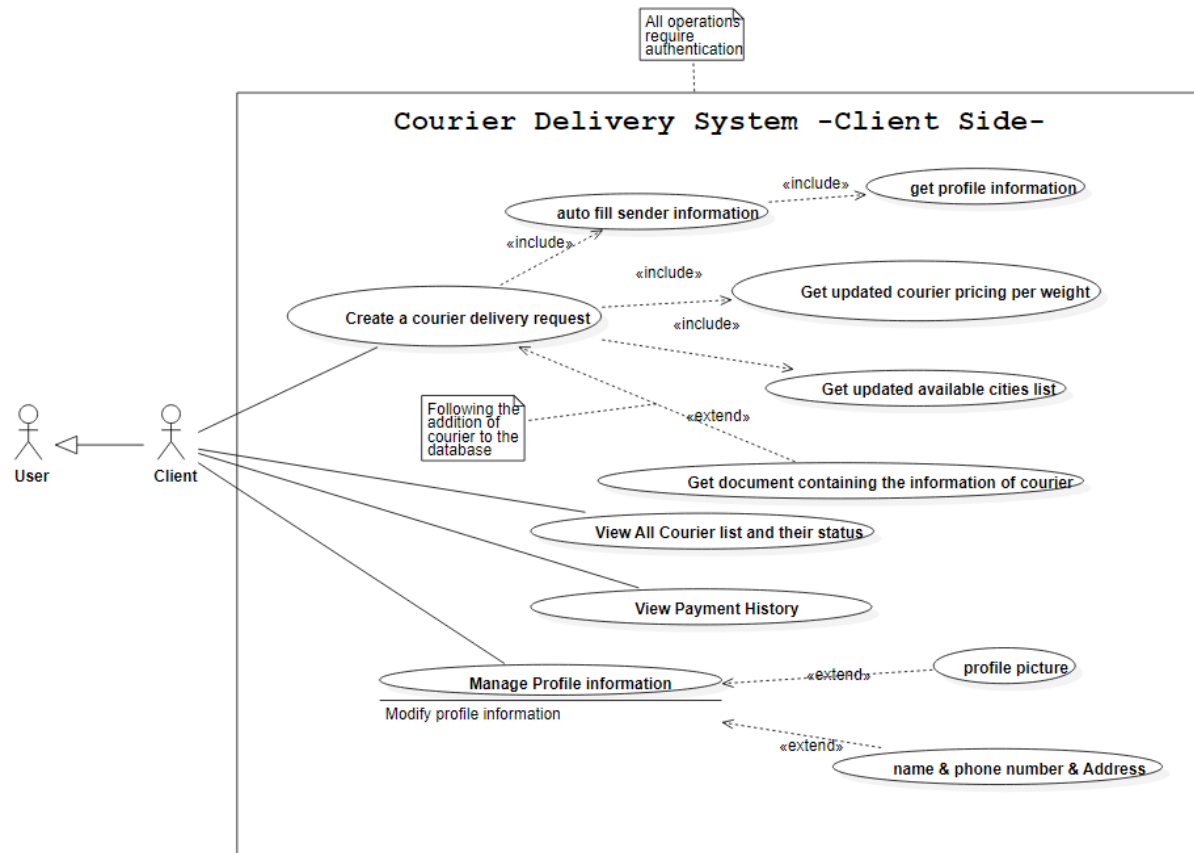 All operations
require
authentication
Courier Delivery System -Client Side-
«include»
get profile information
auto fill sender information
«include»
«include»
Get updated courier pricing per weight
Create a courier delivery request
«include»
Get updated available cities list
Following the
addition of
courier to the
database
«extend»
User
Client
Get document containing the information of courier
View All Courier list and their status
View Payment History
profile picture
«extend»
Manage Profile information
Modify profile information
«extend»
name & phone number & Address